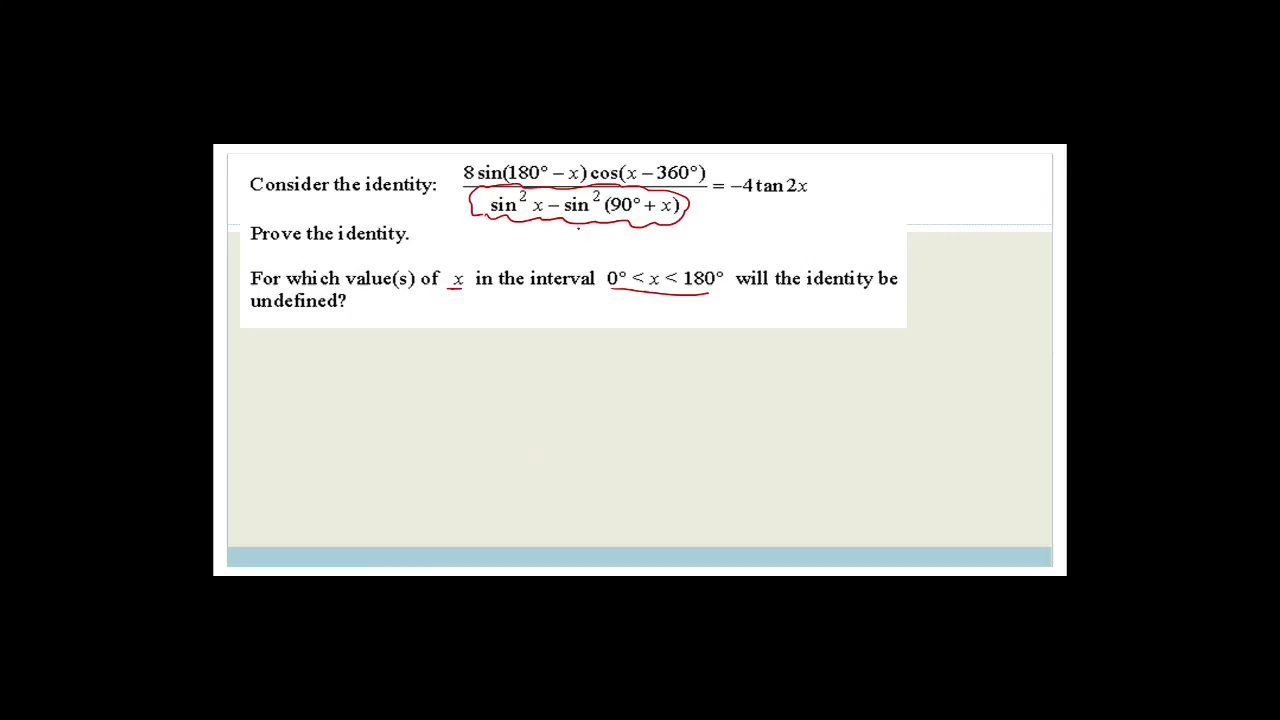 Consider the identity: 8 sin(180° − x) cos(x − 360°) / sin² x − sin² (90° + x) = −4 tan 2x
Prove the identity.
For which value(s) of x in the interval 0° < x < 180° will the identity be
undefined?